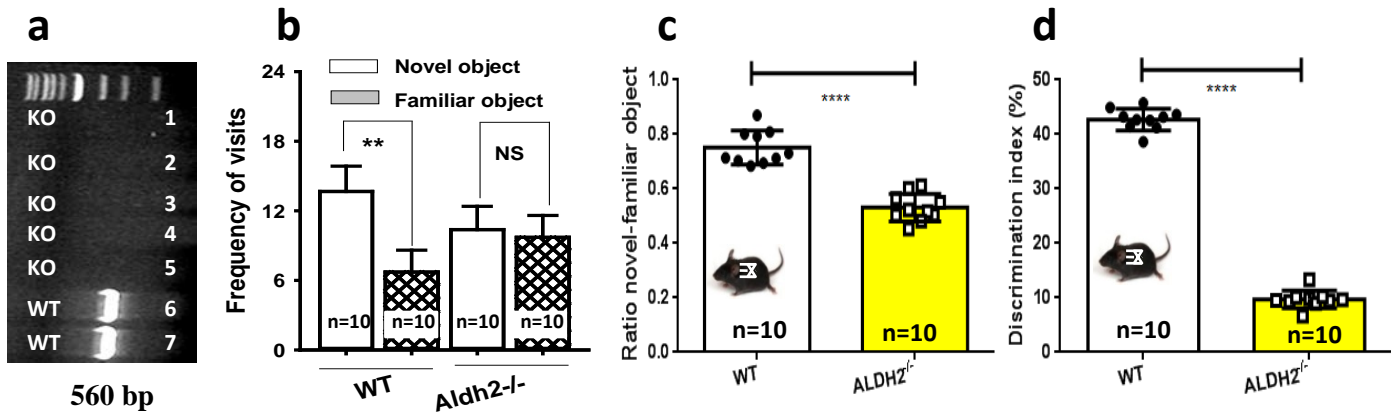 a
KO 1
KO 2
KO 3
KO 4
KO 5
WT 6
WT 7
560 bp
b
Novel object
Familiar object
Frequency of visits
24
18
12
6
0
**
NS
n=10
n=10
n=10
n=10
WT
Aldh2-/-
c
Ratio novel-familiar object
1.0
0.8
0.6
0.4
0.2
0.0
****
n=10
n=10
WT
ALDH2-/-
d
Discrimination index (%)
50
40
30
20
10
0
****
n=10
n=10
WT
ALDH2-/-